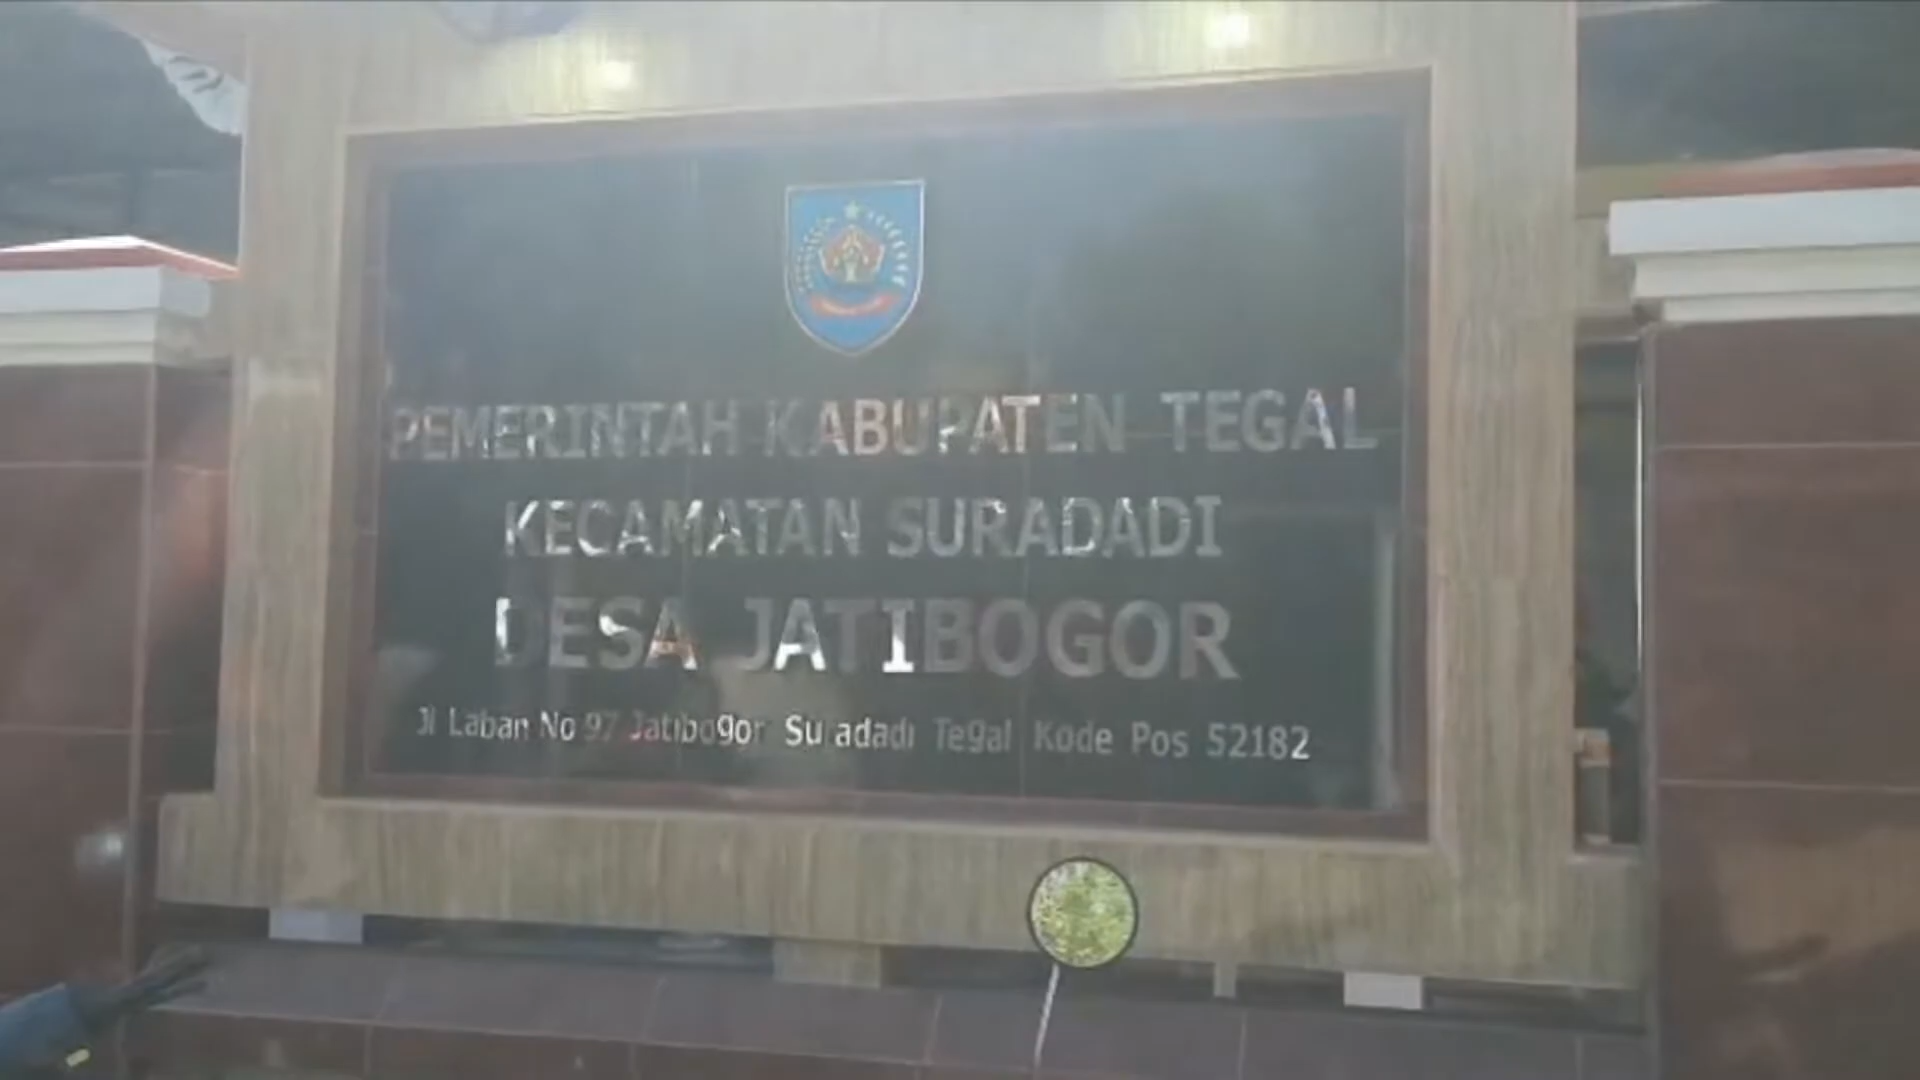 PEMERINTAH KABUPATEN TEGAL
KECAMATAN SURADADI
DESA JATIBOGOR
Jl Laban No 97 Jatibogor Suradadi Tegal Kode Pos 52182